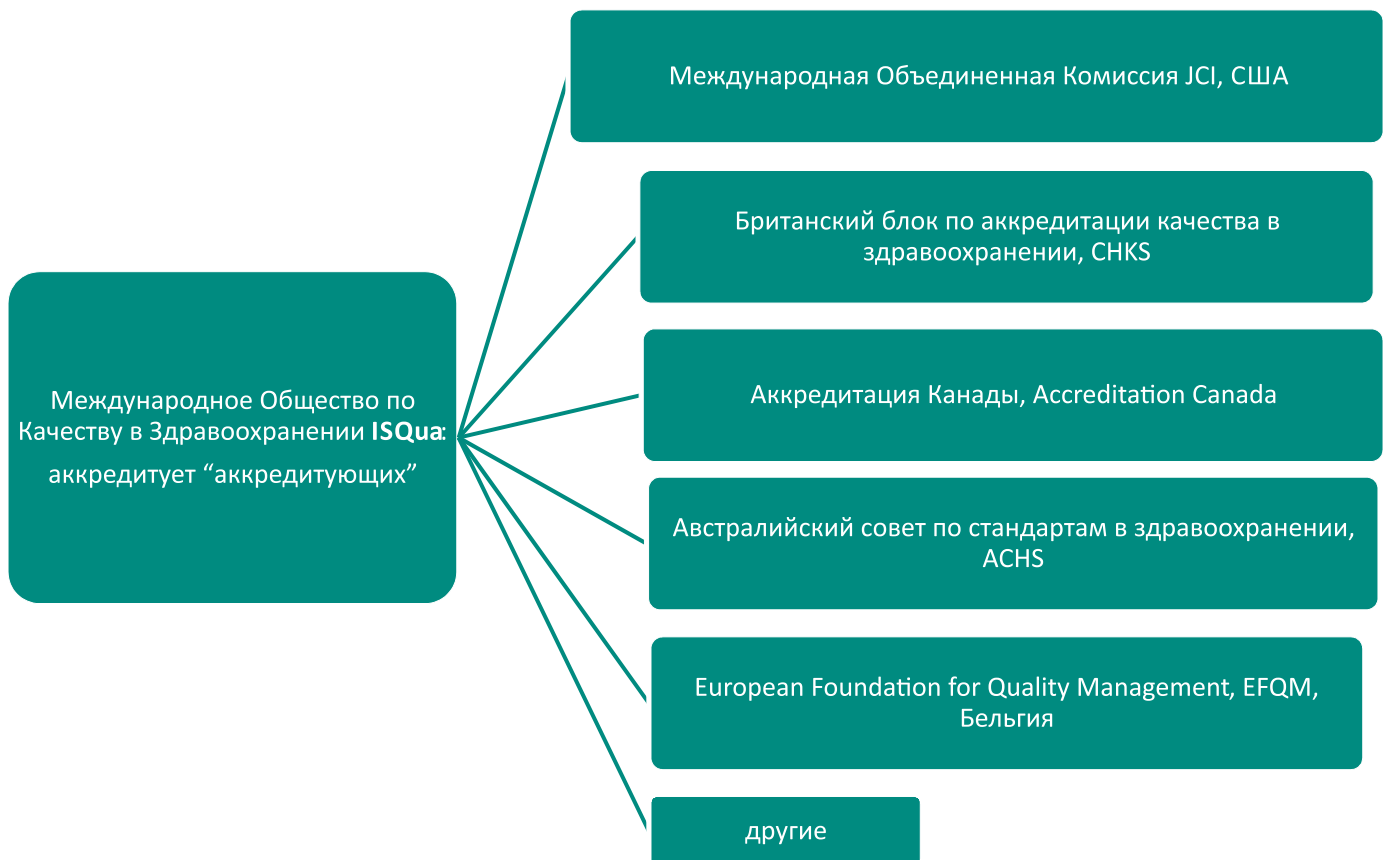 Международная Объединенная Комиссия JCI, США
Британский блок по аккредитации качества в
здравоохранении, CHKS
Международное Общество по
Качеству в Здравоохранении ISQua:
аккредитует “аккредитующих”
Аккредитация Канады, Accreditation Canada
Австралийский совет по стандартам в здравоохранении,
ACHS
European Foundation for Quality Management, EFQM,
Бельгия
другие